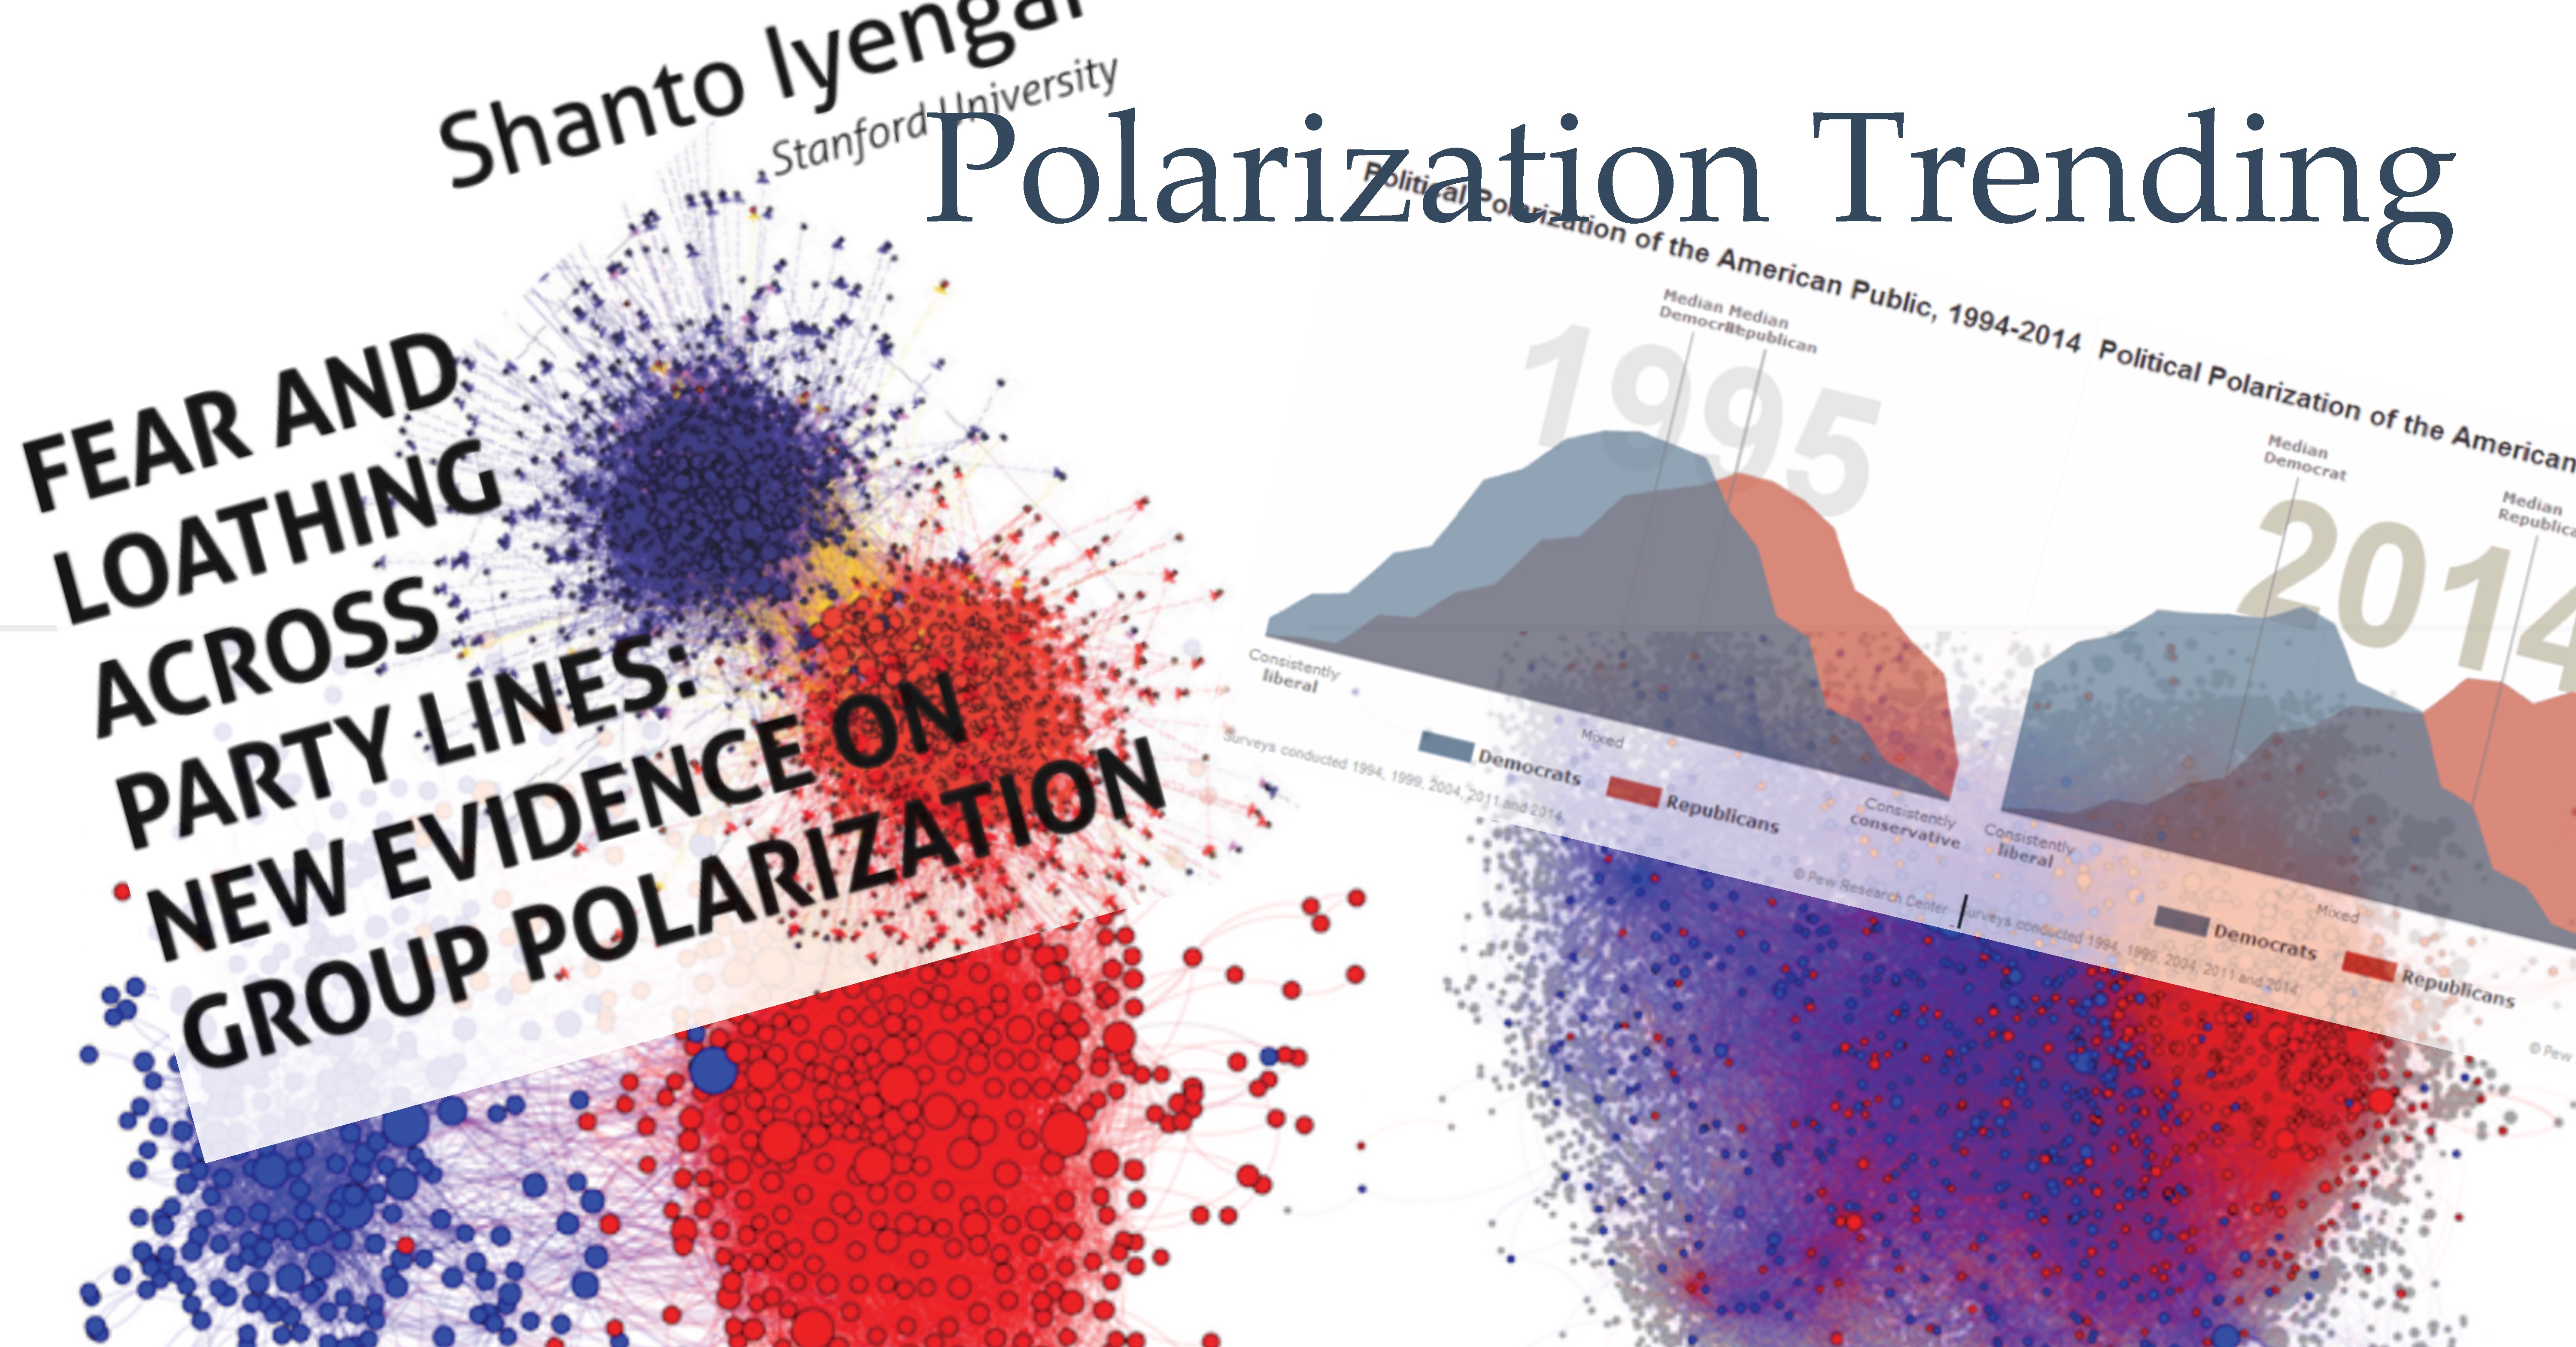 Shanto Iyengar
Stanford University
Polarization Trending
FEAR AND
LOATHING
ACROSS
PARTY LINES:
NEW EVIDENCE ON
GROUP POLARIZATION
Political Polarization of the American Public, 1994-2014
1995
Median
Democrat
Median
Republican
Consistently
liberal
Mixed
Consistently
conservative
Democrats
Republicans
Surveys conducted 1994, 1999, 2004, 2011 and 2014.
© Pew Research Center
Political Polarization of the American
2014
Median
Democrat
Median
Consistently
liberal
Mixed
Democrats
Republicans
Surveys conducted 1994, 1999, 2004, 2011 and 2014.
© Pew